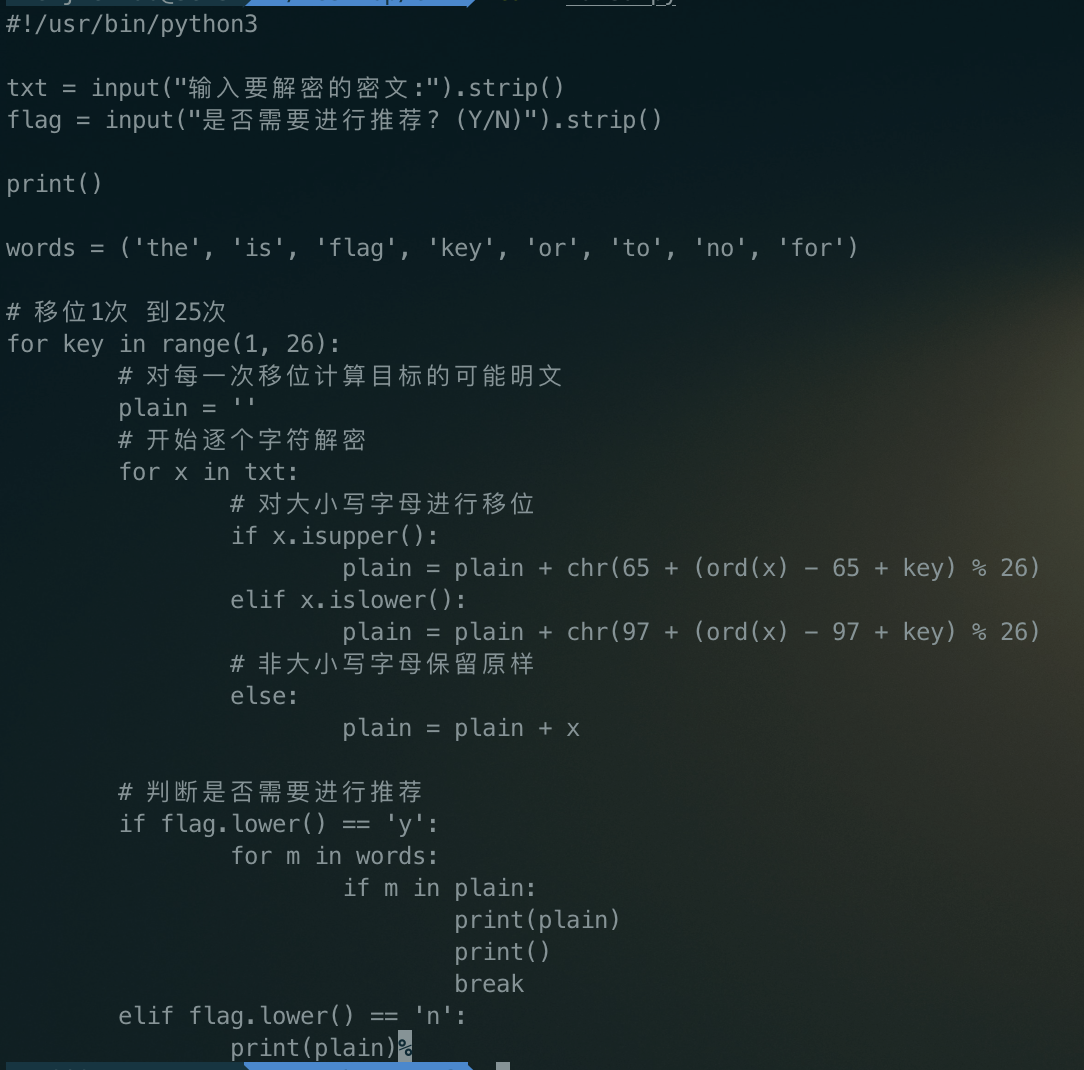 #!/usr/bin/python3

txt = input("输入要解密的密文:").strip()
flag = input("是否需要进行推荐? (Y/N)").strip()

print()

words = ('the', 'is', 'flag', 'key', 'or', 'to', 'no', 'for')

# 移位1次 到25次
for key in range(1, 26):
        # 对每一次移位计算目标的可能明文
        plain = ''
        # 开始逐个字符解密
        for x in txt:
                # 对大小写字母进行移位
                if x.isupper():
                        plain = plain + chr(65 + (ord(x) - 65 + key) % 26)
                elif x.islower():
                        plain = plain + chr(97 + (ord(x) - 97 + key) % 26)
                # 非大小写字母保留原样
                else:
                        plain = plain + x

        # 判断是否需要进行推荐
        if flag.lower() == 'y':
                for m in words:
                        if m in plain:
                                print(plain)
                                print()
                                break
        elif flag.lower() == 'n':
                print(plain)%